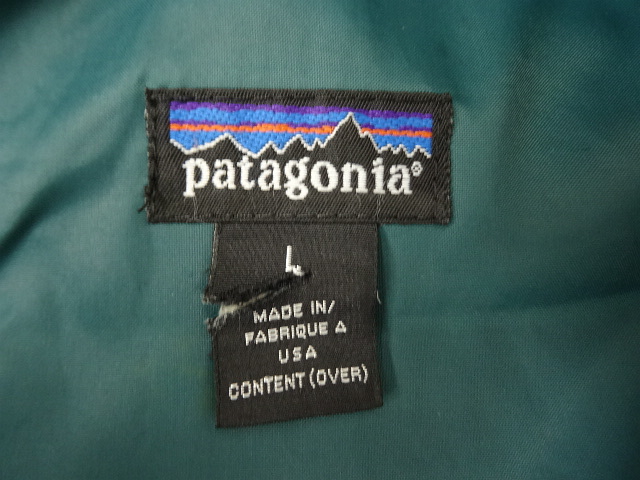 patagonia®
L
MADE IN/
FABRIQUE A
USA
CONTENT (OVER)